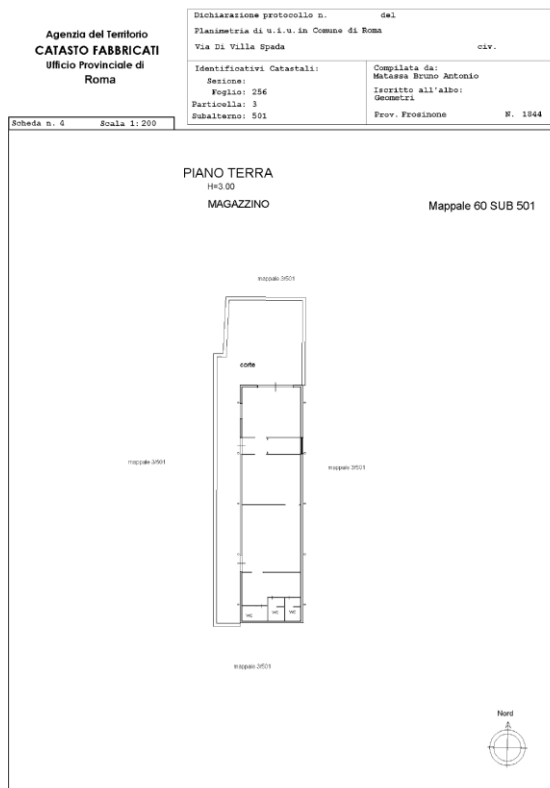 Agenzia del Territorio
CATASTO FABBRICATI
Ufficio Provinciale di
Roma
Dichiarazione protocollo n. del
Planimetria di u.i.u. in Comune di Roma
Via Di Villa Spada civ.
Identificativi Catastali:
Sezione:
Foglio: 256
Particella: 3
Subalterno: 501
Compilata da:
Matassa Bruno Antonio
Iscritto all'albo:
Geometri
Prov. Frosinone N. 1844
Scheda n. 4 Scala 1:200
PIANO TERRA
H=3.00
MAGAZZINO
Mappale 60 SUB 501
mappale 3/501
corte
mappale 3/501
mappale 3/501
WC WC WC
mappale 3/501
Nord